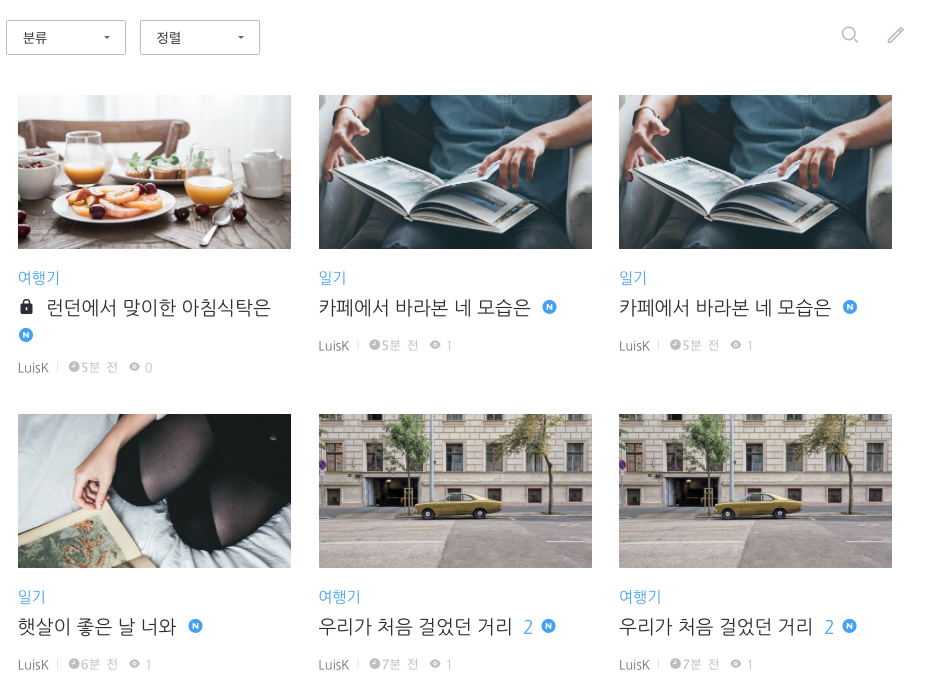 분류
정렬
여행기
런던에서 맞이한 아침식탁은
N
LuisK 5분 전 0
일기
카페에서 바라본 네 모습은 N
LuisK 5분 전 1
일기
카페에서 바라본 네 모습은 N
LuisK 5분 전 1
일기
햇살이 좋은 날 너와 N
LuisK 6분 전 1
여행기
우리가 처음 걸었던 거리 2 N
LuisK 7분 전 1
여행기
우리가 처음 걸었던 거리 2 N
LuisK 7분 전 1